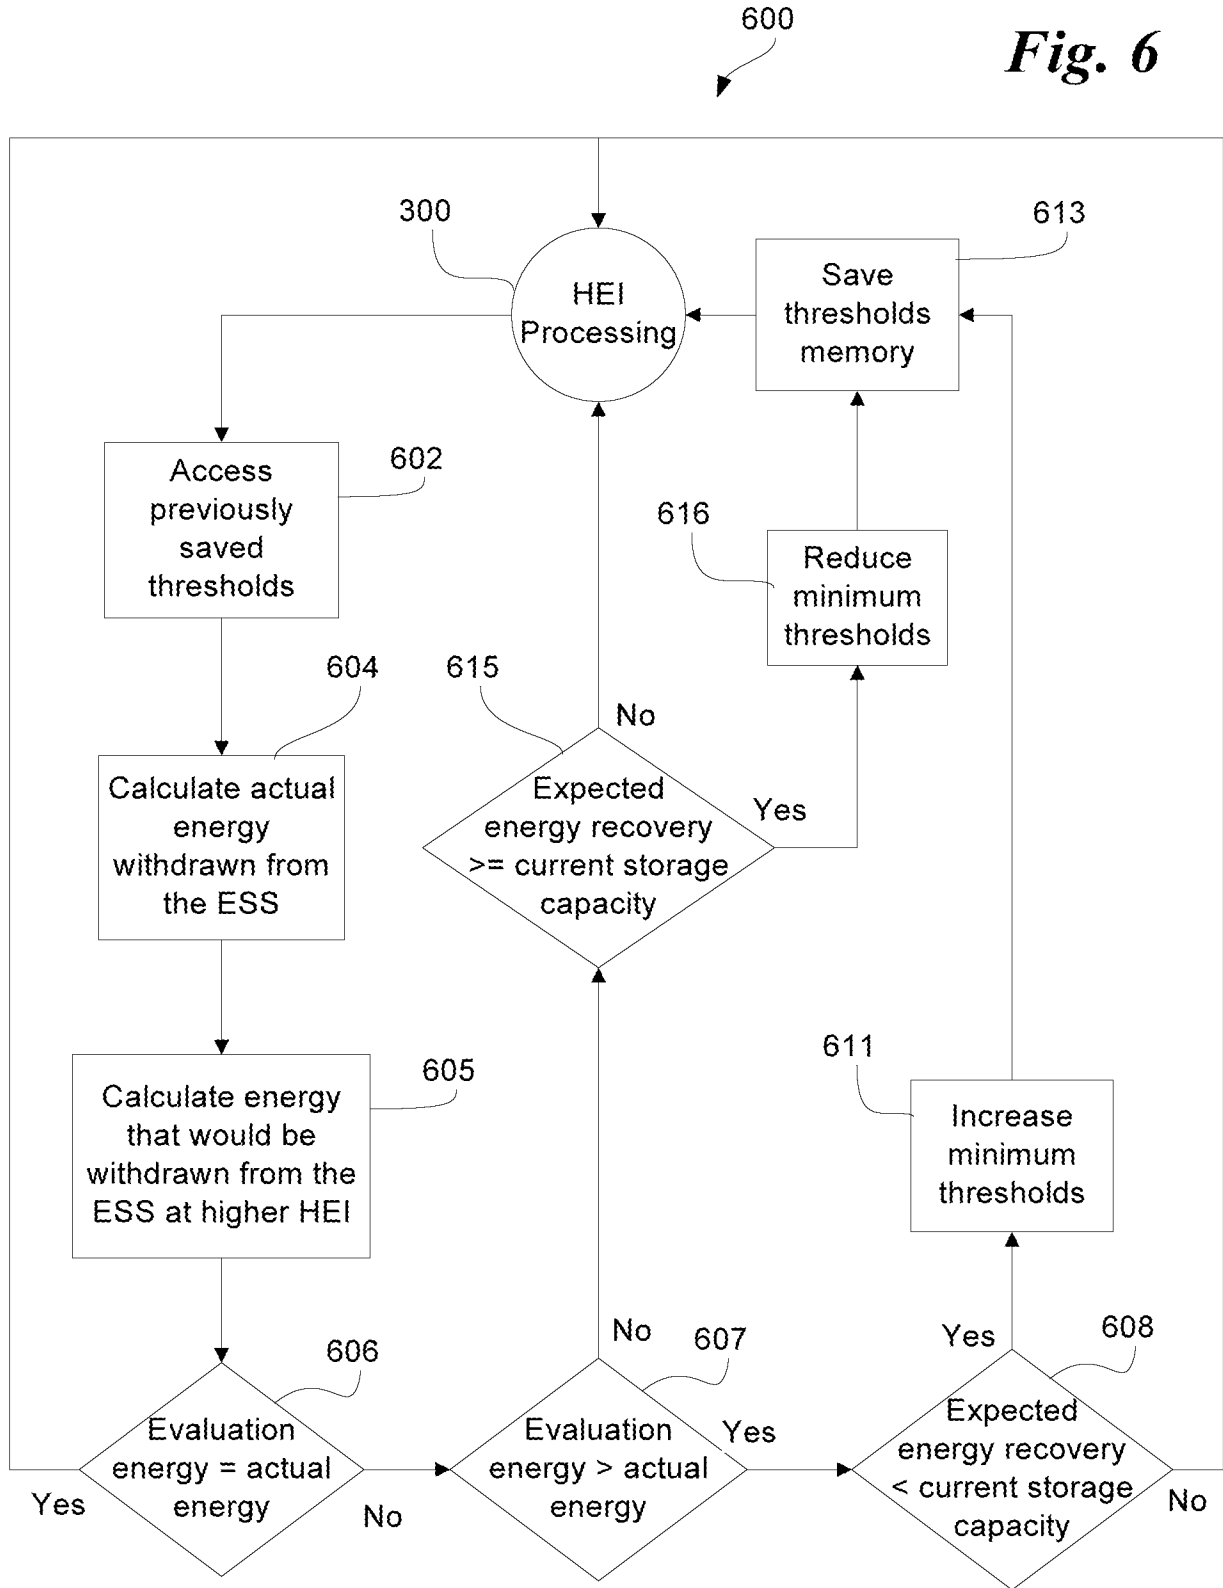 600
Fig. 6
300
HEI
Processing
613
Save
thresholds
memory
602
Access
previously
saved
thresholds
616
Reduce
minimum
thresholds
604
Calculate actual
energy
withdrawn from
the ESS
615
No
Expected
energy recovery
>= current storage
capacity
Yes
605
Calculate energy
that would be
withdrawn from the
ESS at higher HEI
611
Increase
minimum
thresholds
606
Evaluation
energy = actual
energy
Yes
No
No
607
Evaluation
energy > actual
energy
Yes
Yes
608
Expected
energy recovery
< current storage
capacity
No